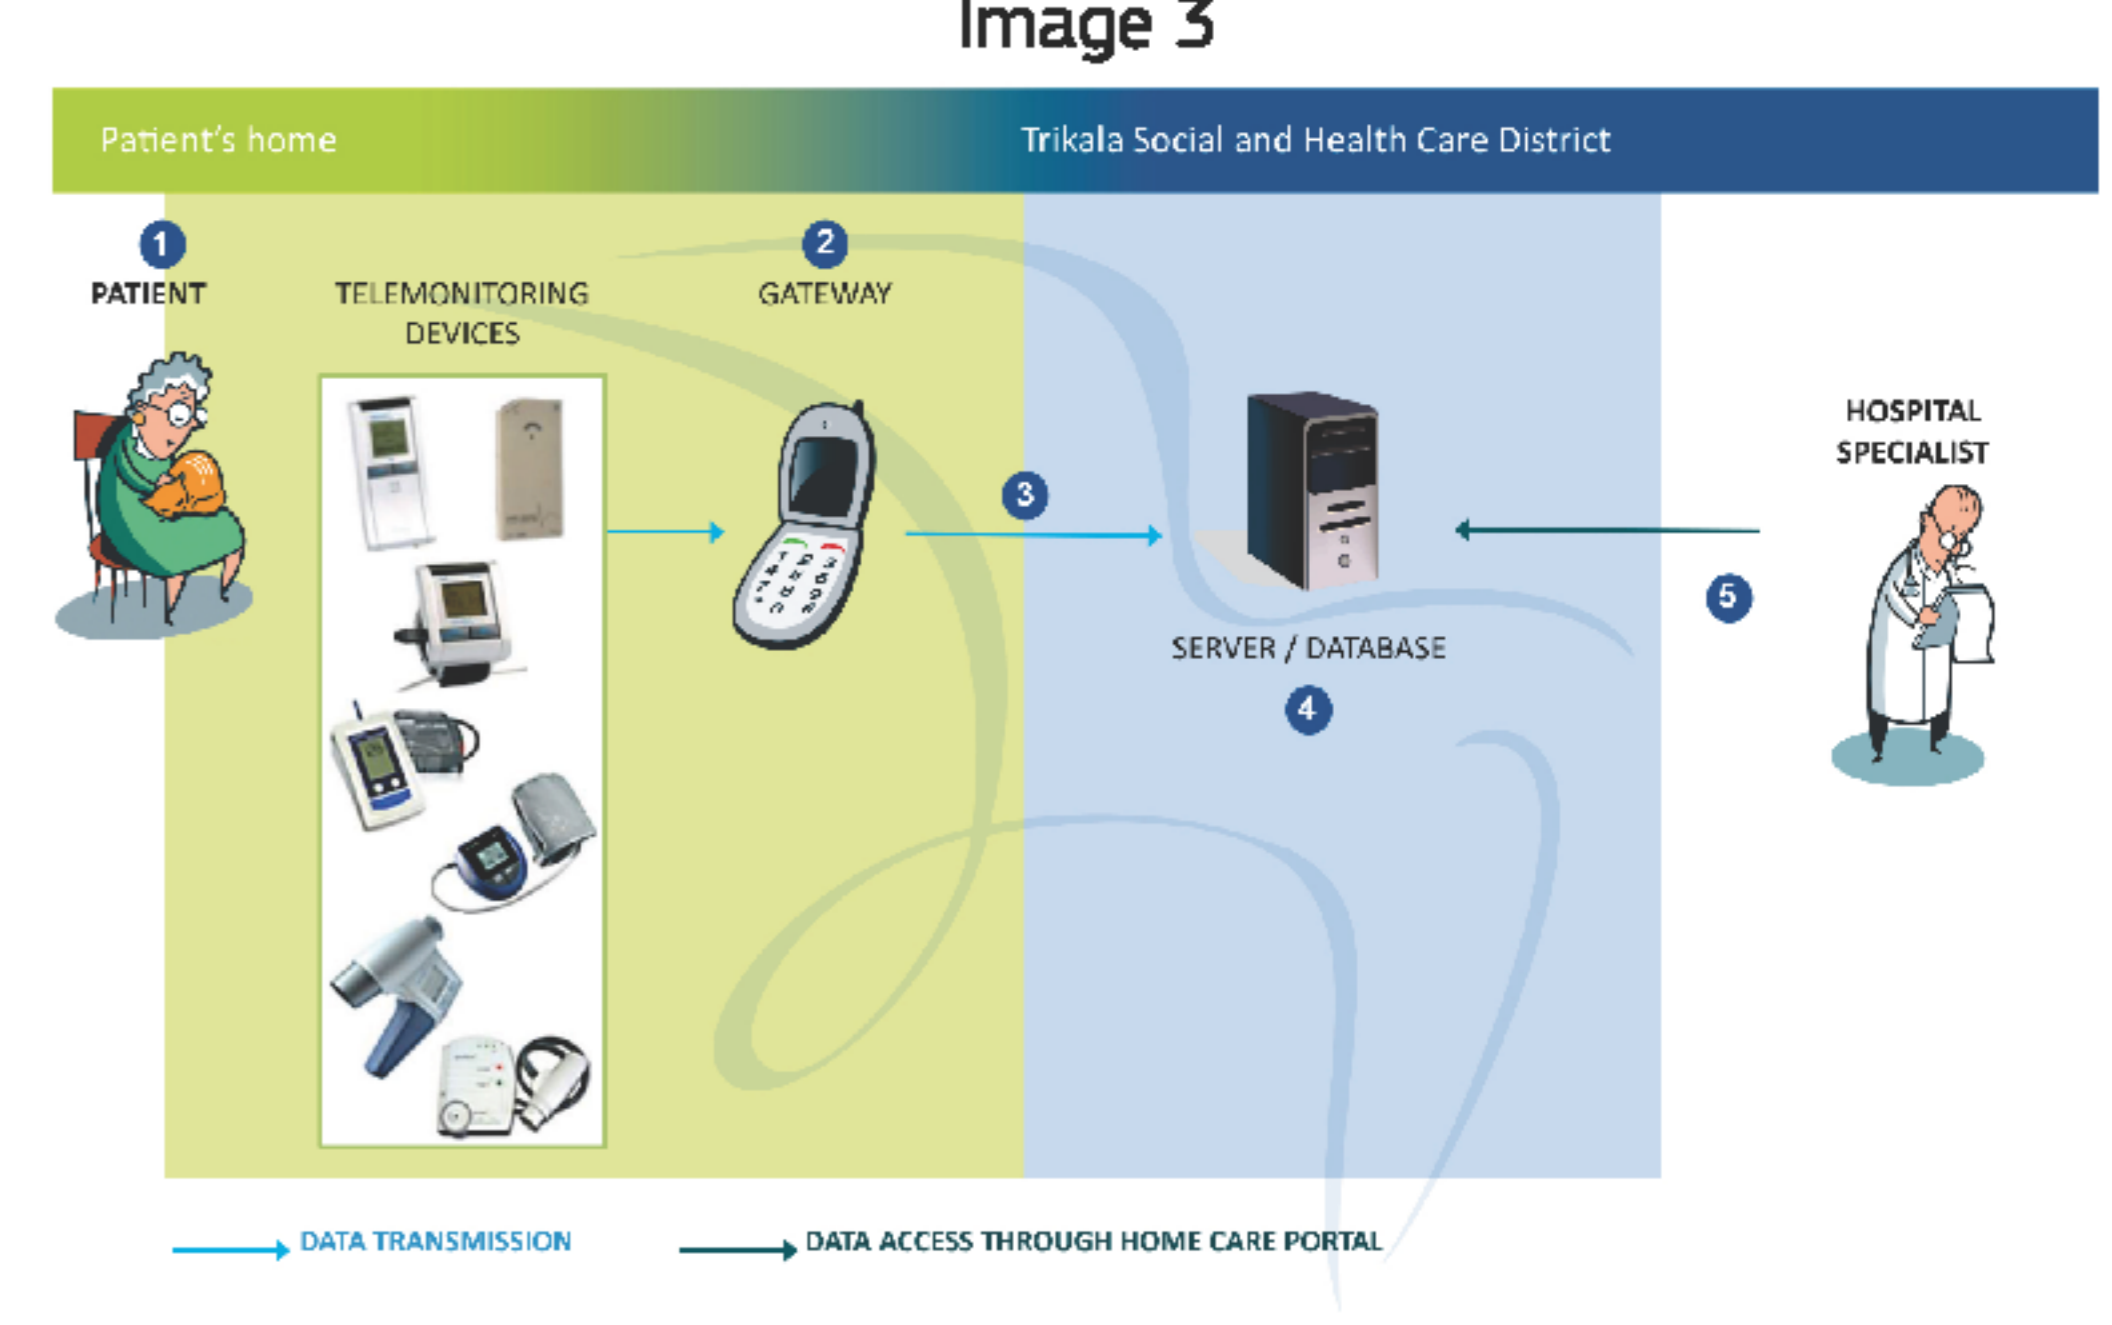 Image 3
Patient's home
Trikala Social and Health Care District
1
PATIENT
TELEMONITORING
DEVICES
2
GATEWAY
3
SERVER / DATABASE
4
HOSPITAL
SPECIALIST
5
DATA TRANSMISSION
DATA ACCESS THROUGH HOME CARE PORTAL